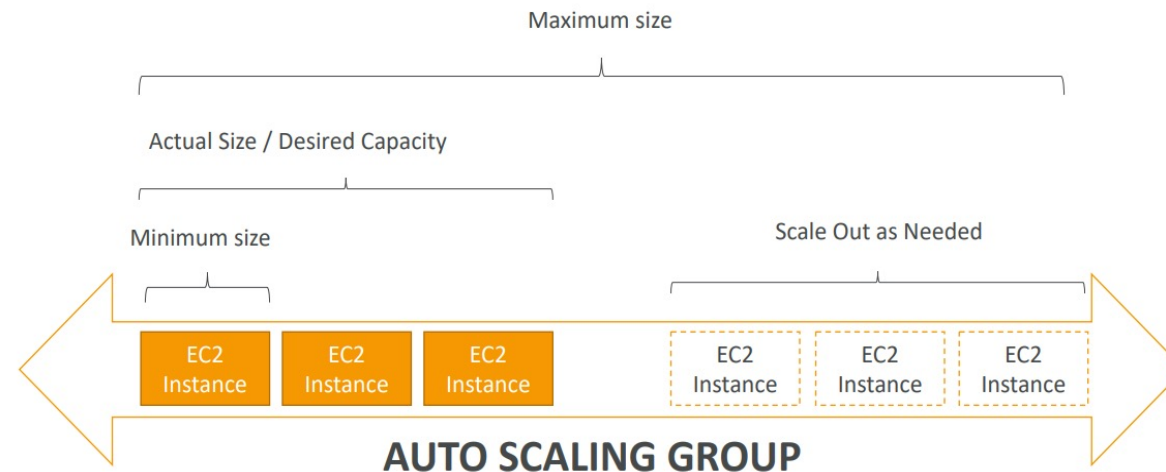 Maximum size
Actual Size / Desired Capacity
Minimum size
Scale Out as Needed
EC2
Instance
EC2
Instance
EC2
Instance
EC2
Instance
EC2
Instance
EC2
Instance
AUTO SCALING GROUP